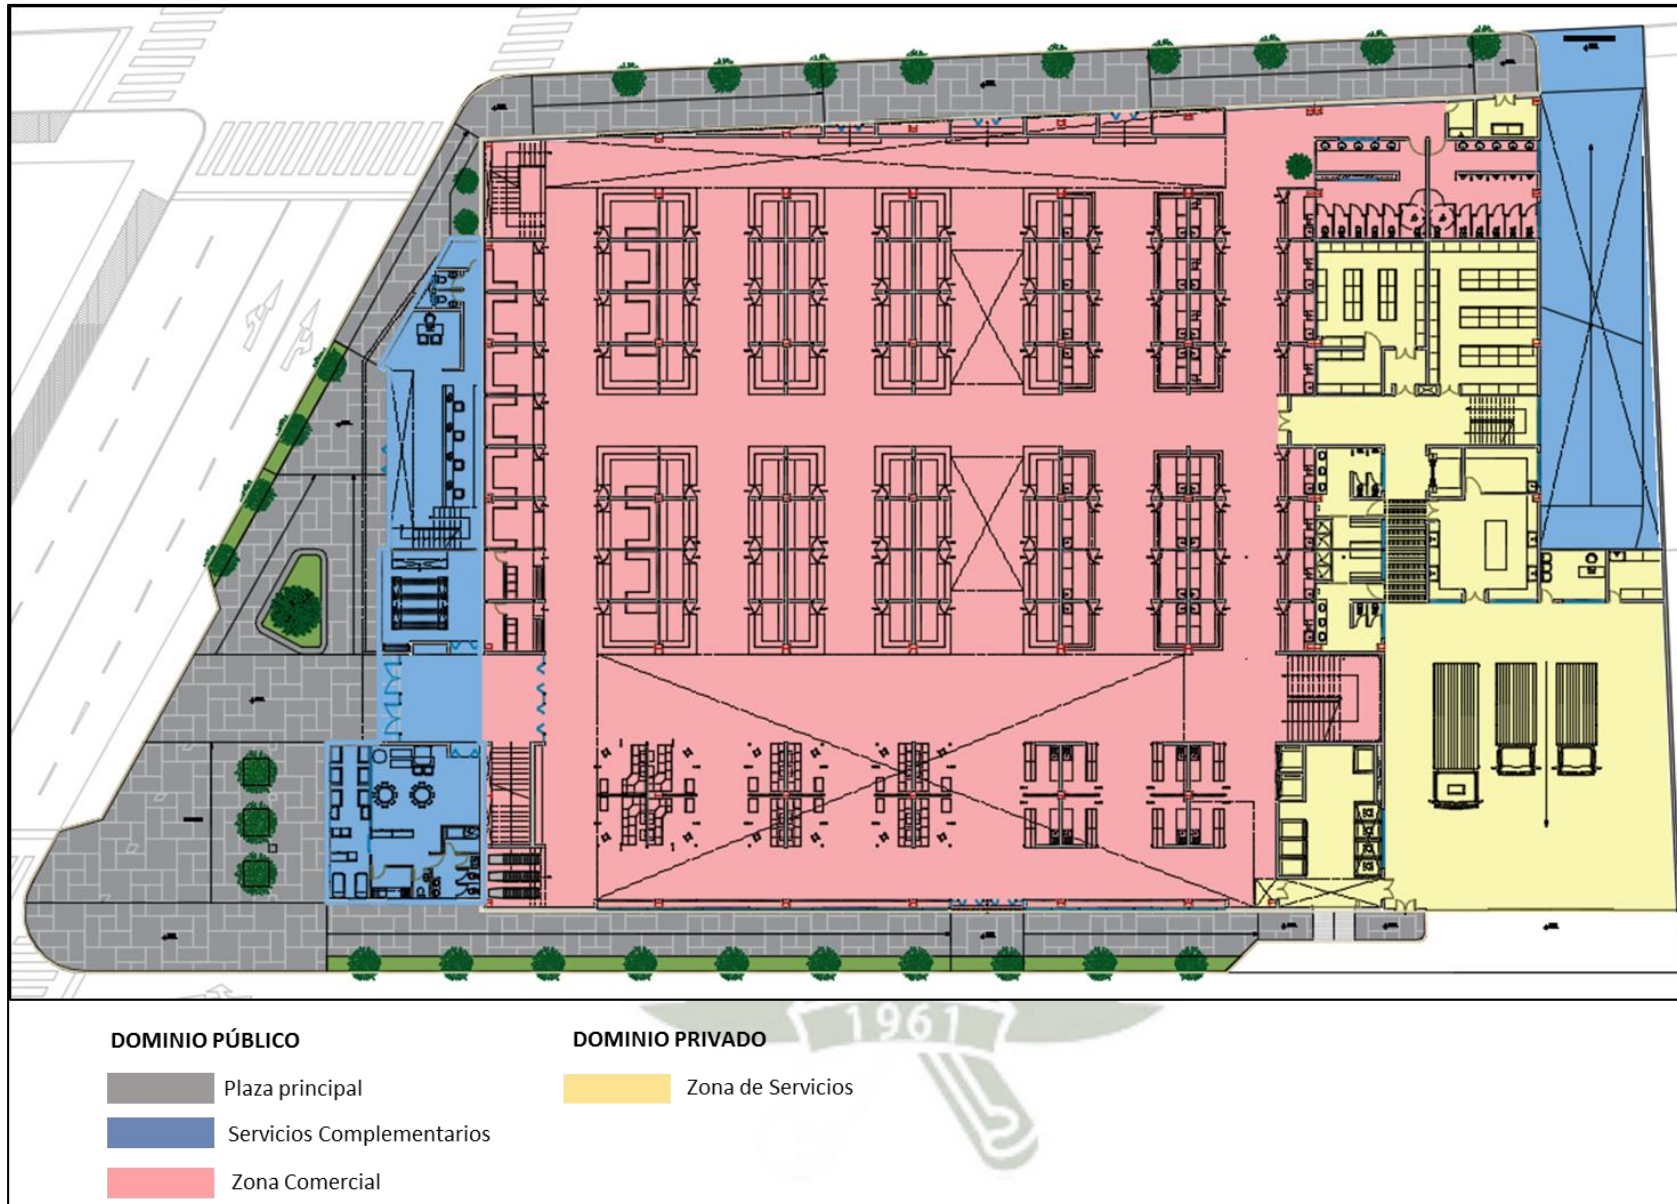 1961
DOMINIO PÚBLICO
DOMINIO PRIVADO
Plaza principal
Zona de Servicios
Servicios Complementarios
Zona Comercial